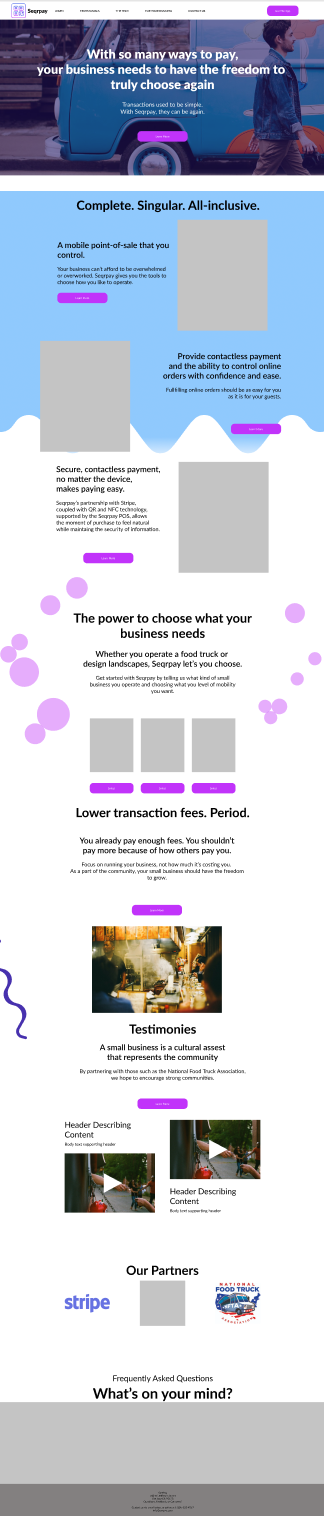 Seqrpay
TESTIMONIALS
CONTACT US
With so many ways to pay,
your business needs to have the freedom to
truly choose again
Transactions used to be simple.
With Seqrpay, they can be again.
Learn More
Complete. Singular. All-inclusive.
A mobile point-of-sale that you
control.
Your business can't afford to be overwhelmed
or overworked. Seqrpay gives you the tools to
choose how you like to operate.
Learn More
Provide contactless payment
and the ability to control online
orders with confidence and ease.
Fulfilling online orders should be as easy for you
as it is for your guests.
Learn More
Secure, contactless payment,
no matter the device,
makes paying easy.
Seqrpay's partnership with Stripe,
coupled with QR and NFC technology,
supported by the Seqrpay POS, allows
the moment of purchase to feel natural
while maintaing the security of information.
Learn More
The power to choose what your
business needs
Whether you operate a food truck or
design landscapes, Seqrpay let's you choose.
Get started with Seqrpay by telling us what kind of small
business you operate and choosing what you level of mobility
you want.
Lower transaction fees. Period.
You already pay enough fees. You shouldn't
pay more because of how others pay you.
Focus on running your business, not how much it's costing you.
As a part of the community, your small business should have the freedom
to grow.
Learn More
Testimonies
A small business is a cultural assest
that represents the community
By partnering with those such as the National Food Truck Association,
we hope to encourage strong communities.
Learn More
Header Describing
Content
Body text supporting header
Header Describing
Content
Body text supporting header
Our Partners
stripe
NATIONAL
FOOD TRUCK
NFTA
ASSOCIATION
Frequently Asked Questions
What's on your mind?